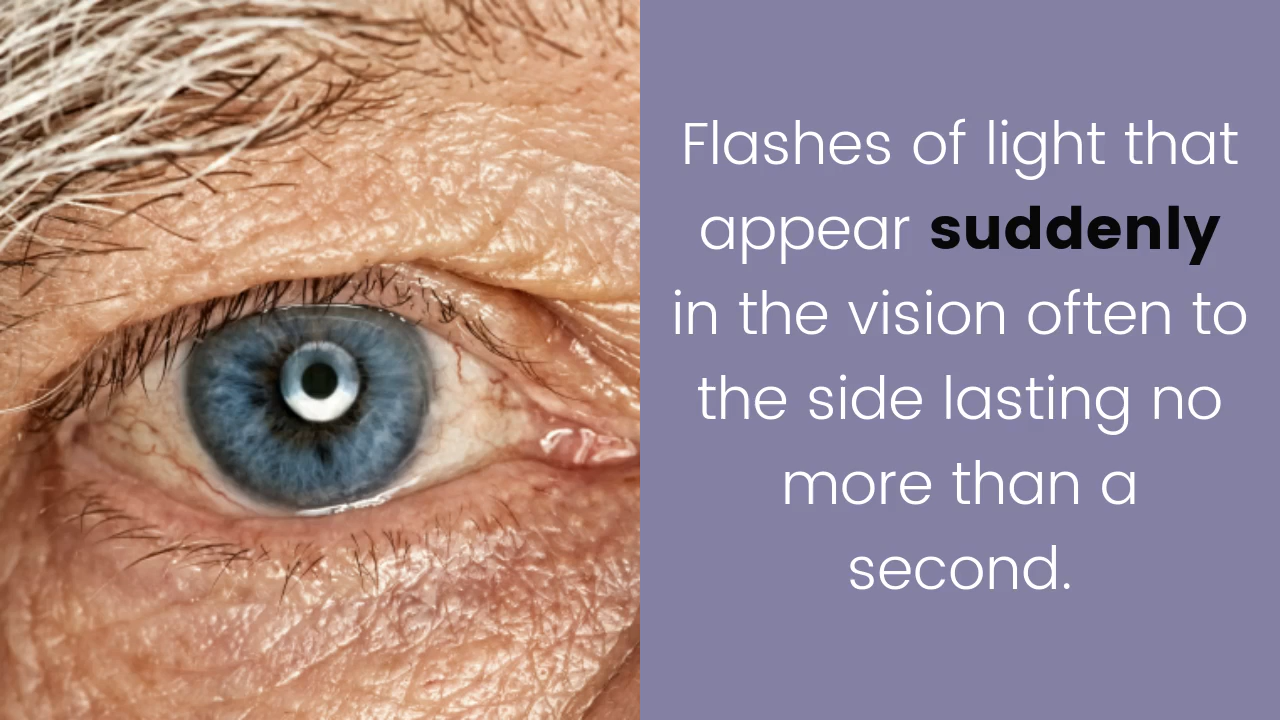 Flashes of light that
appear suddenly
in the vision often to
the side lasting no
more than a
second.